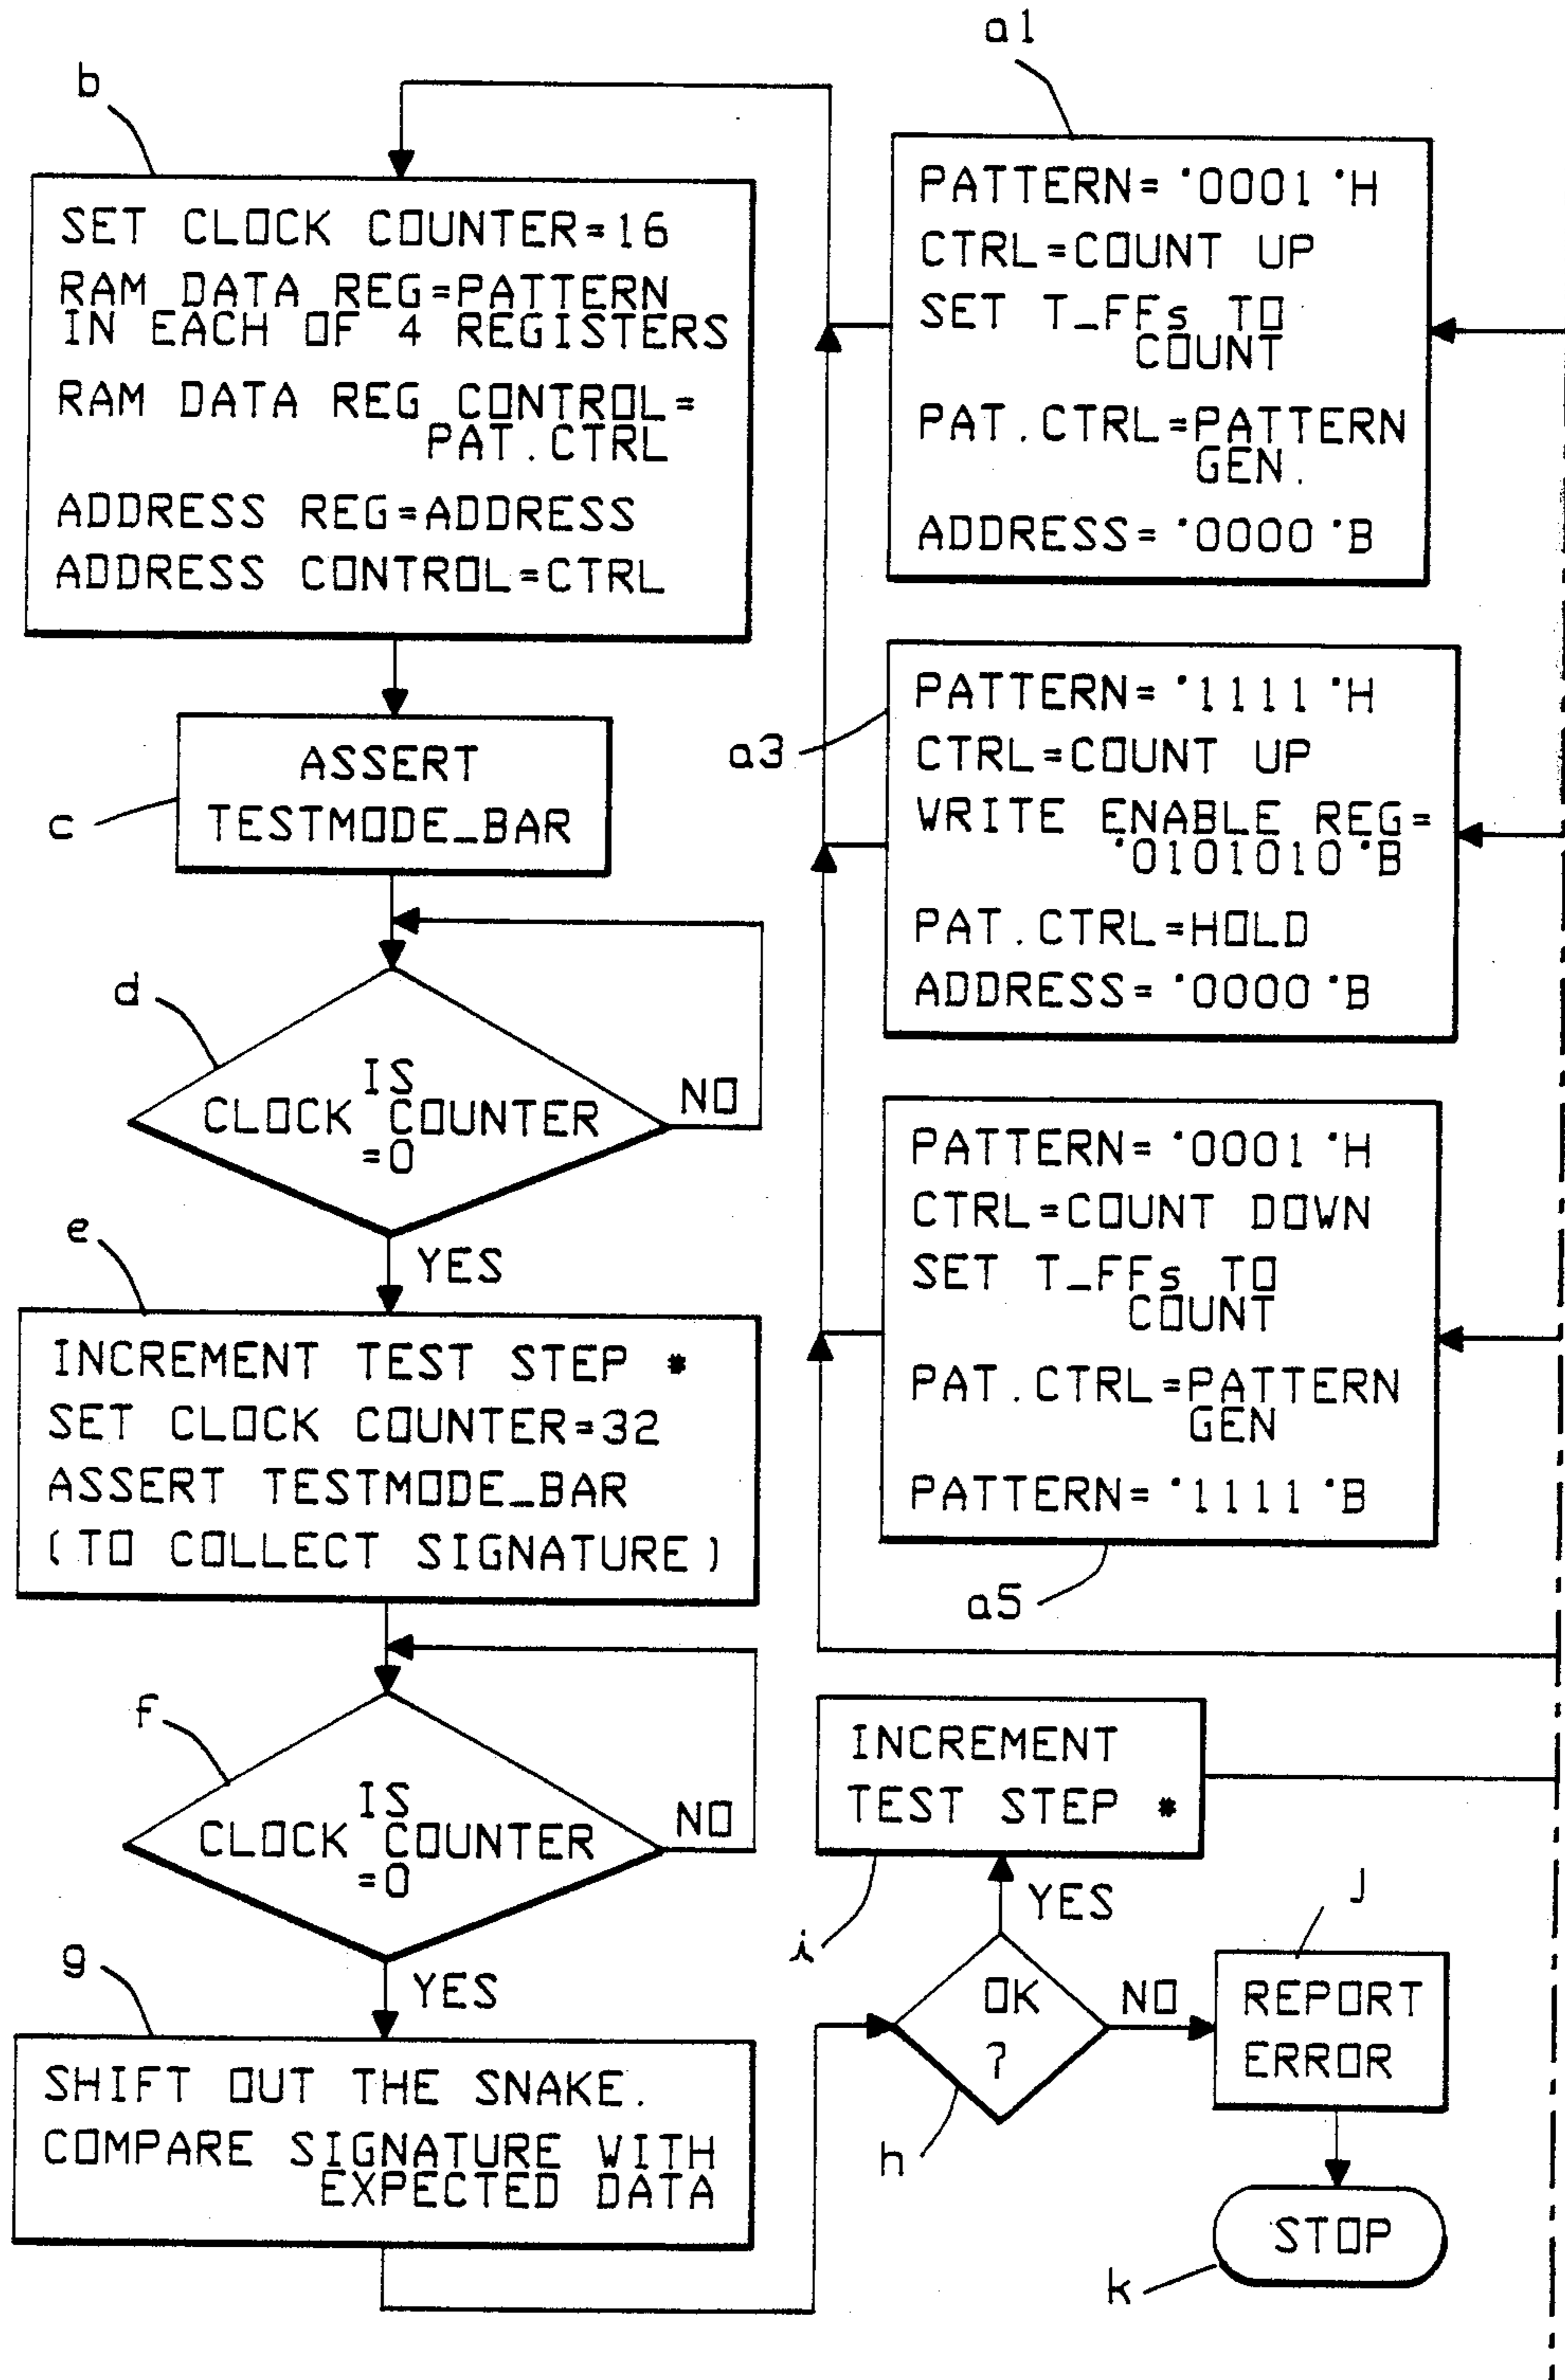 b
SET CLOCK COUNTER=16
RAM DATA REG=PATTERN
IN EACH OF 4 REGISTERS
RAM DATA REG CONTROL=
PAT.CTRL
ADDRESS REG=ADDRESS
ADDRESS CONTROL=CTRL
c
ASSERT
TESTMODE_BAR
d
IS
CLOCK COUNTER
=0
NO
YES
e
INCREMENT TEST STEP *
SET CLOCK COUNTER=32
ASSERT TESTMODE_BAR
(TO COLLECT SIGNATURE)
f
IS
CLOCK COUNTER
=0
NO
YES
g
SHIFT OUT THE SNAKE.
COMPARE SIGNATURE WITH
EXPECTED DATA
a1
PATTERN='0001'H
CTRL=COUNT UP
SET T_FFs TO
COUNT
PAT.CTRL=PATTERN
GEN.
ADDRESS='0000'B
a3
PATTERN='1111'H
CTRL=COUNT UP
WRITE ENABLE REG=
'0101010'B
PAT.CTRL=HOLD
ADDRESS='0000'B
PATTERN='0001'H
CTRL=COUNT DOWN
SET T_FFs TO
COUNT
PAT.CTRL=PATTERN
GEN
PATTERN='1111'B
a5
INCREMENT
TEST STEP *
i
YES
OK
?
h
NO
J
REPORT
ERROR
STOP
k